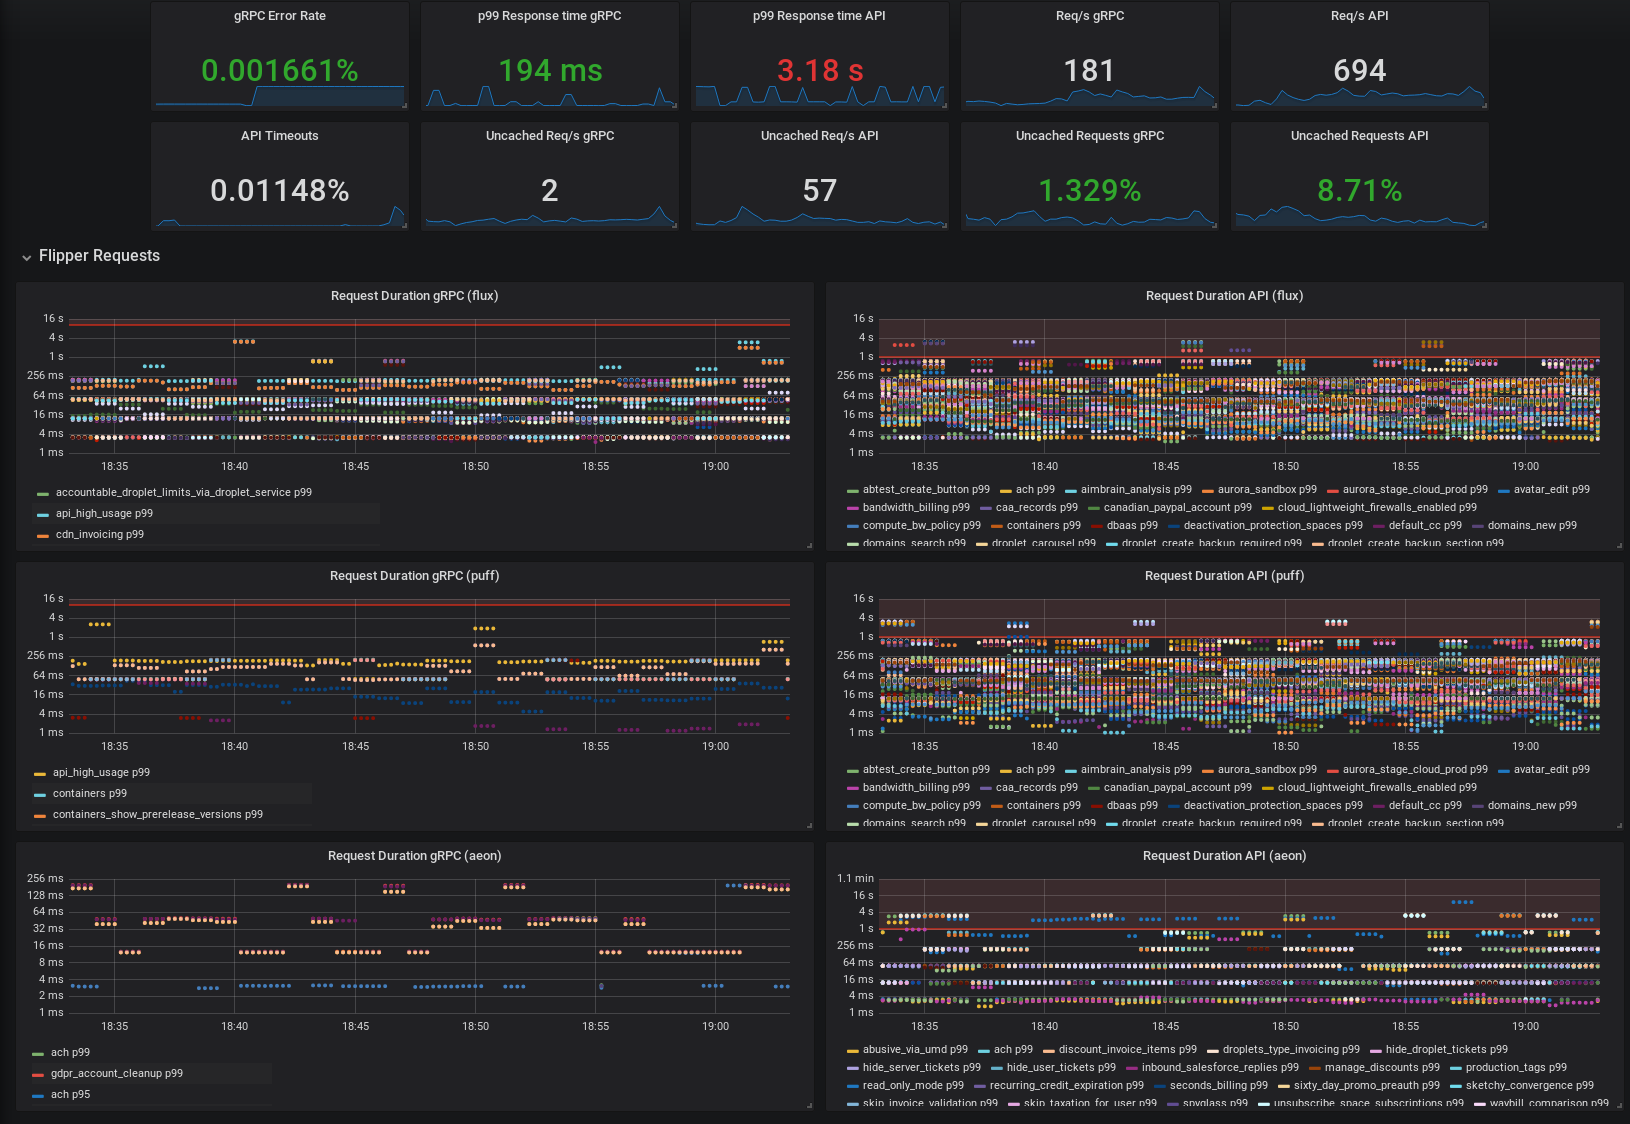 gRPC Error Rate p99 Response time gRPC p99 Response time API Req/s gRPC Req/s API
0.001661% 194 ms 3.18 s 181 694
API Timeouts Uncached Req/s gRPC Uncached Req/s API Uncached Requests gRPC Uncached Requests API
0.01148% 2 57 1.329% 8.71%
Flipper Requests
Request Duration gRPC (flux)
16 s
4 s
1 s
256 ms
64 ms
16 ms
4 ms
1 ms
18:35 18:40 18:45 18:50 18:55 19:00
accountable_droplet_limits_via_droplet_service p99
api_high_usage p99
cdn_invoicing p99
Request Duration API (flux)
16 s
4 s
1 s
256 ms
64 ms
16 ms
4 ms
1 ms
18:35 18:40 18:45 18:50 18:55 19:00
abtest_create_button p99 ach p99 aimbrain_analysis p99 aurora_sandbox p99 aurora_stage_cloud_prod p99 avatar_edit p99
bandwidth_billing p99 caa_records p99 canadian_paypal_account p99 cloud_lightweight_firewalls_enabled p99
compute_bw_policy p99 containers p99 dbaas p99 deactivation_protection_spaces p99 default_cc p99 domains_new p99
domains_search p99 droplet_carousel p99 droplet_create_backup_required p99 droplet_create_backup_section p99
Request Duration gRPC (puff)
16 s
4 s
1 s
256 ms
64 ms
16 ms
4 ms
1 ms
18:35 18:40 18:45 18:50 18:55 19:00
api_high_usage p99
containers p99
containers_show_prerelease_versions p99
Request Duration API (puff)
16 s
4 s
1 s
256 ms
64 ms
16 ms
4 ms
1 ms
18:35 18:40 18:45 18:50 18:55 19:00
abtest_create_button p99 ach p99 aimbrain_analysis p99 aurora_sandbox p99 aurora_stage_cloud_prod p99 avatar_edit p99
bandwidth_billing p99 caa_records p99 canadian_paypal_account p99 cloud_lightweight_firewalls_enabled p99
compute_bw_policy p99 containers p99 dbaas p99 deactivation_protection_spaces p99 default_cc p99 domains_new p99
domains_search p99 droplet_carousel p99 droplet_create_backup_required p99 droplet_create_backup_section p99
Request Duration gRPC (aeon)
256 ms
128 ms
64 ms
32 ms
16 ms
8 ms
4 ms
2 ms
1 ms
18:35 18:40 18:45 18:50 18:55 19:00
ach p99
gdpr_account_cleanup p99
ach p95
Request Duration API (aeon)
1.1 min
16 s
4 s
1 s
256 ms
64 ms
16 ms
4 ms
1 ms
18:35 18:40 18:45 18:50 18:55 19:00
abusive_via_umd p99 ach p99 discount_invoice_items p99 droplets_type_invoicing p99 hide_droplet_tickets p99
hide_server_tickets p99 hide_user_tickets p99 inbound_salesforce_replies p99 manage_discounts p99 production_tags p99
read_only_mode p99 recurring_credit_expiration p99 seconds_billing p99 sixty_day_promo_preauth p99 sketchy_convergence p99
skip_invoice_validation p99 skip_taxation_for_user p99 spyglass p99 unsubscribe_space_subscriptions p99 waybill_comparison p99